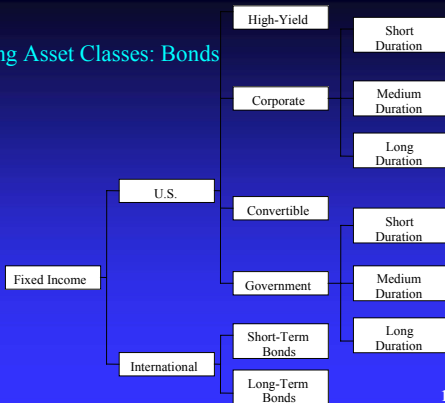 High-Yield
ng Asset Classes: Bonds
Short
Duration
Corporate
Medium
Duration
Long
Duration
U.S.
Convertible
Short
Duration
Fixed Income
Government
Medium
Duration
Short-Term
Bonds
Long
Duration
International
Long-Term
Bonds
1